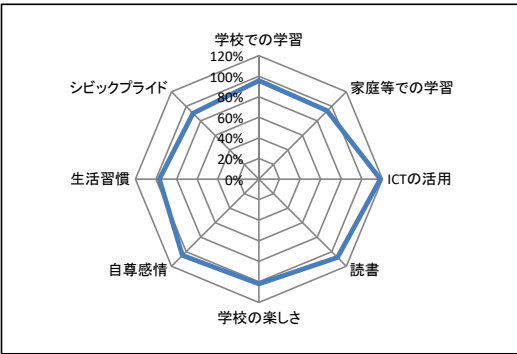 学校での学習
120%
100%
80%
60%
40%
20%
0%
家庭等での学習
ICTの活用
読書
学校の楽しさ
自尊感情
生活習慣
シビックプライド